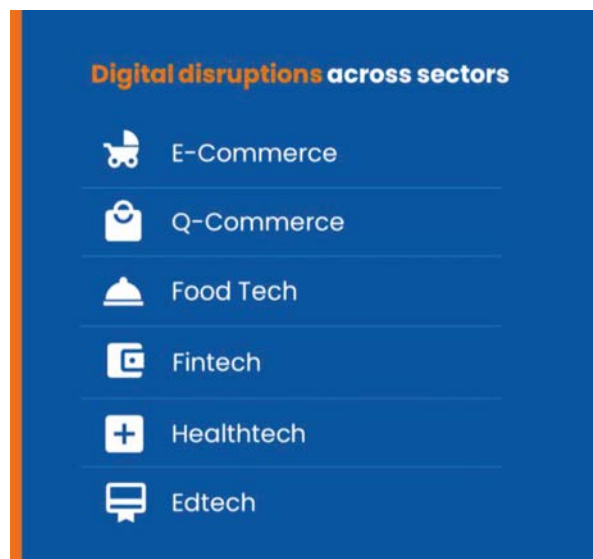 Digital disruptions across sectors
E-Commerce
Q-Commerce
Food Tech
Fintech
Healthtech
Edtech